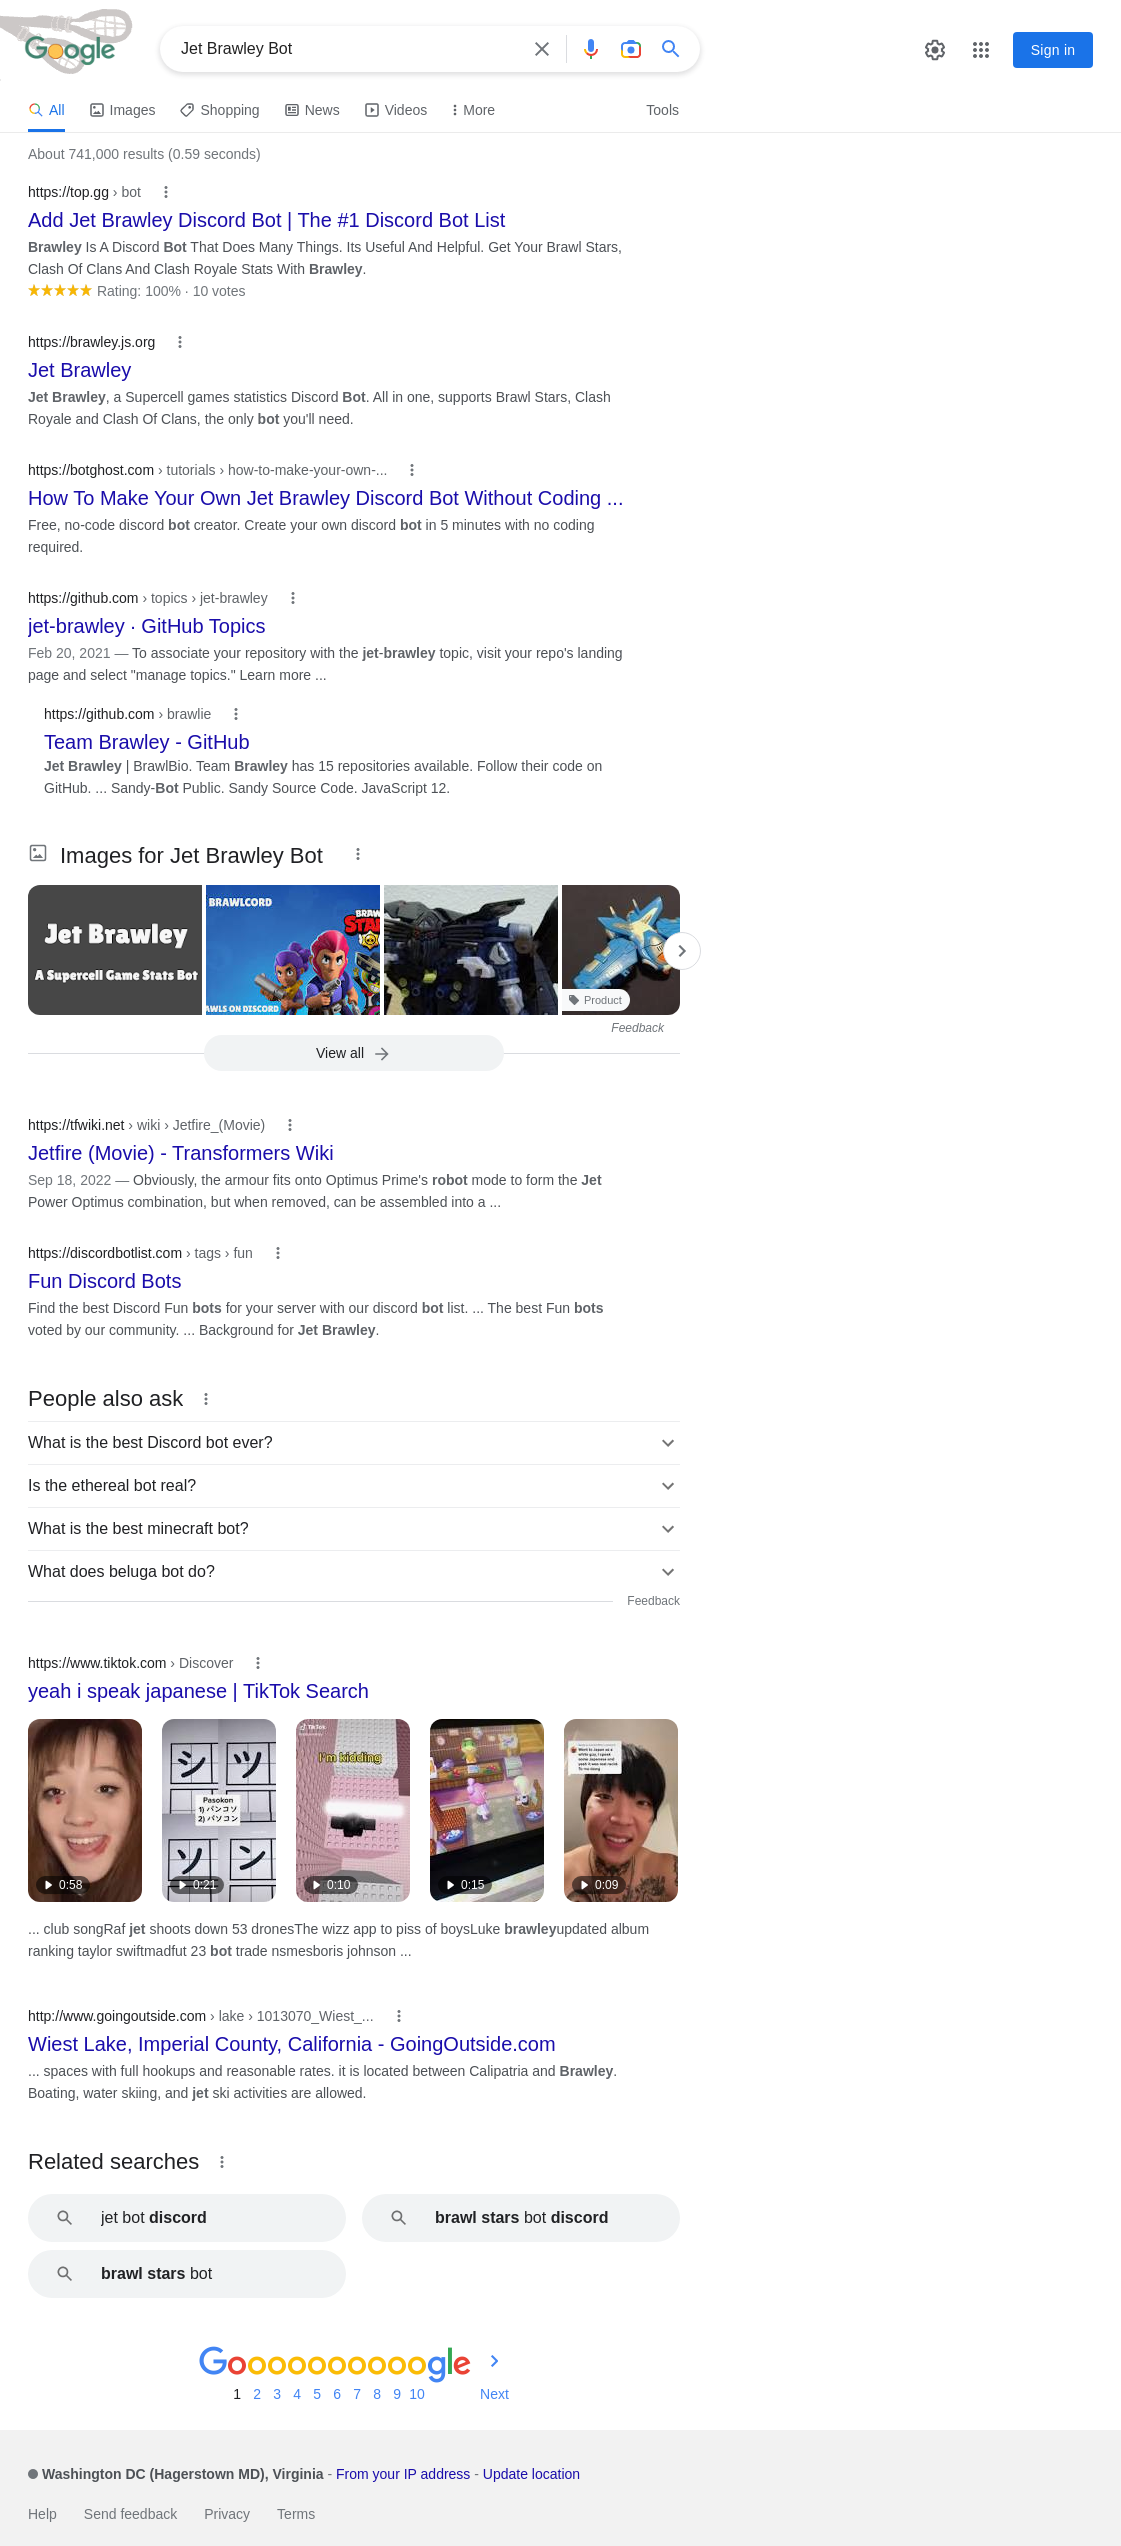 Google
Jet Brawley Bot
Sign in
All
Images
Shopping
News
Videos
More
Tools
About 741,000 results (0.59 seconds)
https://top.gg › bot
Add Jet Brawley Discord Bot | The #1 Discord Bot List
Brawley Is A Discord Bot That Does Many Things. Its Useful And Helpful. Get Your Brawl Stars,
Clash Of Clans And Clash Royale Stats With Brawley.
Rating: 100% · 10 votes
https://brawley.js.org
Jet Brawley
Jet Brawley, a Supercell games statistics Discord Bot. All in one, supports Brawl Stars, Clash
Royale and Clash Of Clans, the only bot you'll need.
https://botghost.com › tutorials › how-to-make-your-own-...
How To Make Your Own Jet Brawley Discord Bot Without Coding ...
Free, no-code discord bot creator. Create your own discord bot in 5 minutes with no coding
required.
https://github.com › topics › jet-brawley
jet-brawley · GitHub Topics
Feb 20, 2021 — To associate your repository with the jet-brawley topic, visit your repo's landing
page and select "manage topics." Learn more ...
https://github.com › brawlie
Team Brawley - GitHub
Jet Brawley | BrawlBio. Team Brawley has 15 repositories available. Follow their code on
GitHub. ... Sandy-Bot Public. Sandy Source Code. JavaScript 12.
Images for Jet Brawley Bot
Jet Brawley
A Supercell Game Stats Bot
BRAWLCORD
BRAW
STA
AWLS ON DISCORD
Product
Feedback
View all
https://tfwiki.net › wiki › Jetfire_(Movie)
Jetfire (Movie) - Transformers Wiki
Sep 18, 2022 — Obviously, the armour fits onto Optimus Prime's robot mode to form the Jet
Power Optimus combination, but when removed, can be assembled into a ...
https://discordbotlist.com › tags › fun
Fun Discord Bots
Find the best Discord Fun bots for your server with our discord bot list. ... The best Fun bots
voted by our community. ... Background for Jet Brawley.
People also ask
What is the best Discord bot ever?
Is the ethereal bot real?
What is the best minecraft bot?
What does beluga bot do?
Feedback
https://www.tiktok.com › Discover
yeah i speak japanese | TikTok Search
0:58
シ ツ
Pasokon
1) パンコソ
2) パソコン
ソ ン
0:21
TikTok
I'm kidding
0:10
0:15
0:09
... club songRaf jet shoots down 53 dronesThe wizz app to piss of boysLuke brawleyupdated album
ranking taylor swiftmadfut 23 bot trade nsmesboris johnson ...
http://www.goingoutside.com › lake › 1013070_Wiest_...
Wiest Lake, Imperial County, California - GoingOutside.com
... spaces with full hookups and reasonable rates. it is located between Calipatria and Brawley.
Boating, water skiing, and jet ski activities are allowed.
Related searches
jet bot discord
brawl stars bot discord
brawl stars bot
Goooooooooogle
1 2 3 4 5 6 7 8 9 10 Next
Washington DC (Hagerstown MD), Virginia - From your IP address - Update location
Help Send feedback Privacy Terms